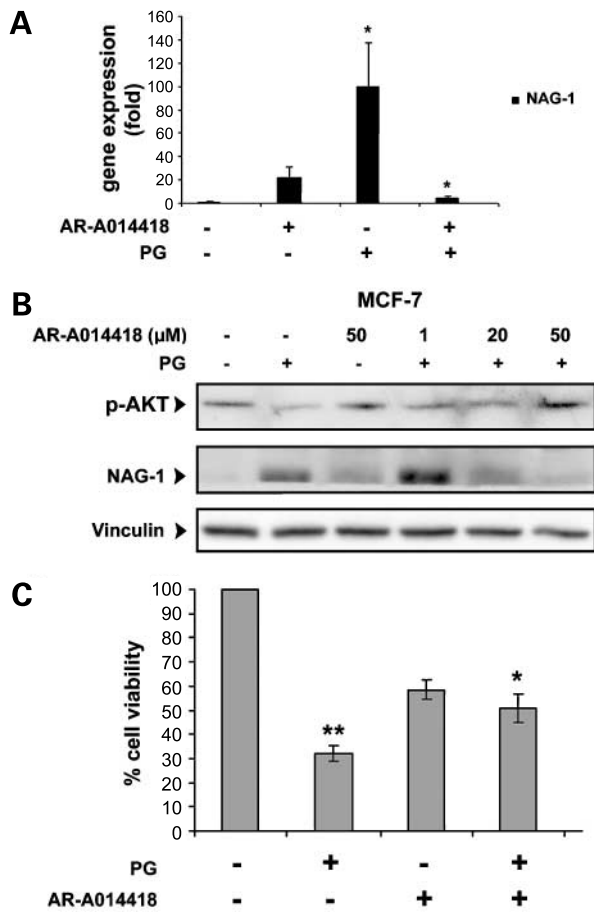 A
gene expression
(fold)
160
140
120
100
80
60
40
20
0
*
*
NAG-1
AR-A014418 - + - +
PG - - + +
B
MCF-7
AR-A014418 (µM) - - 50 1 20 50
PG - + - + + +
p-AKT
NAG-1
Vinculin
C
% cell viability
100
90
80
70
60
50
40
30
20
10
0
**
*
PG - + - +
AR-A014418 - - + +